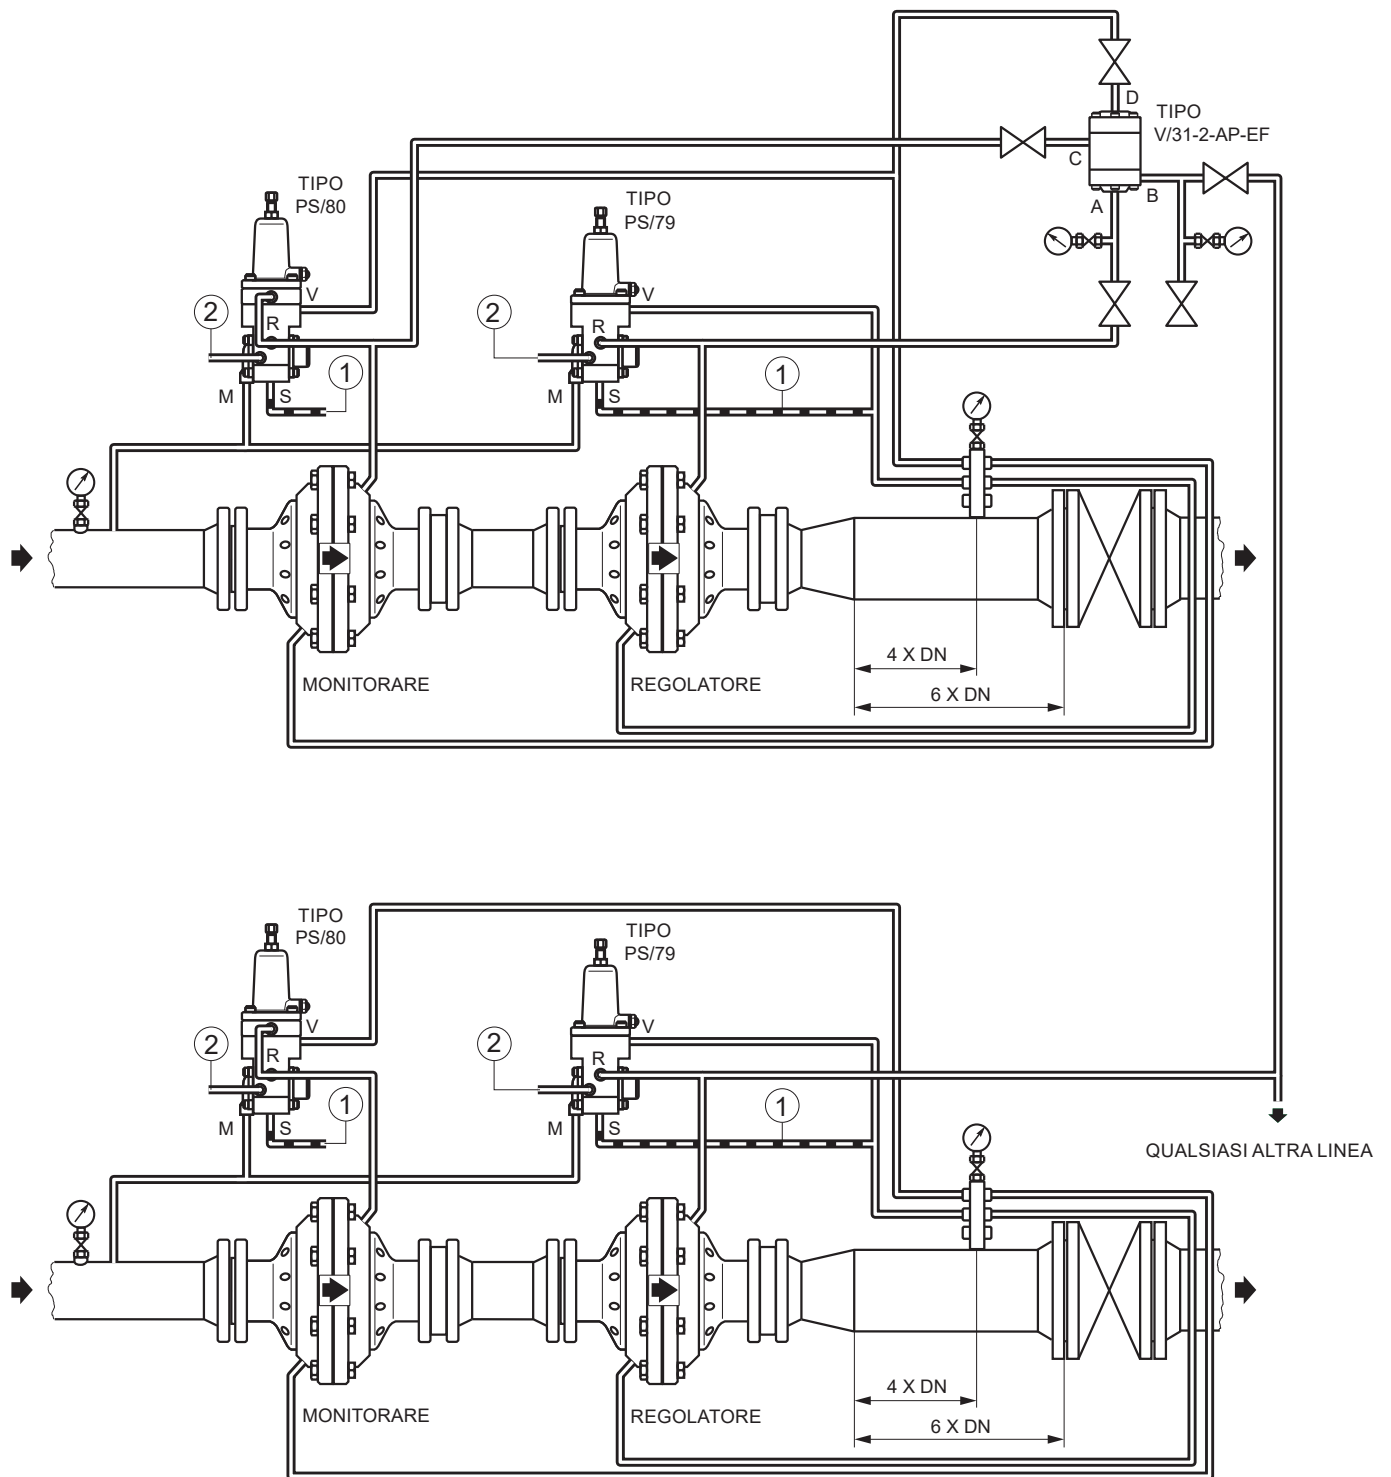 D
TIPO
V/31-2-AP-EF
C
B
A
TIPO
PS/80
TIPO
PS/79
V
V
2
R
2
R
1
1
M
S
M
S
4 X DN
6 X DN
MONITORARE
REGOLATORE
TIPO
PS/80
TIPO
PS/79
V
V
2
R
2
R
1
1
M
S
M
S
QUALSIASI ALTRA LINEA
4 X DN
6 X DN
MONITORARE
REGOLATORE